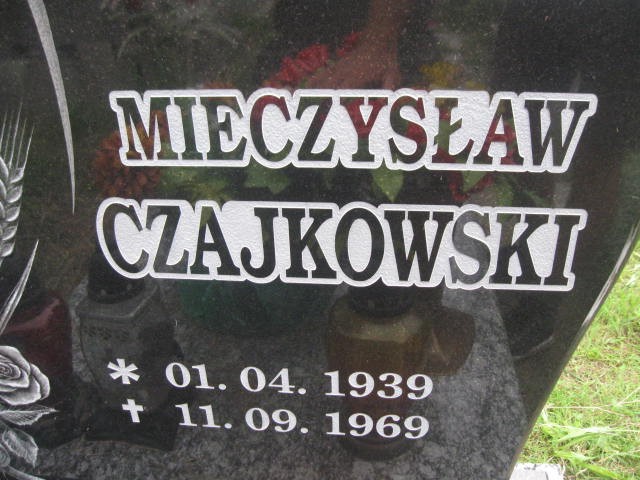 MIECZYSŁAW
CZAJKOWSKI
* 01. 04. 1939
✝ 11. 09. 1969